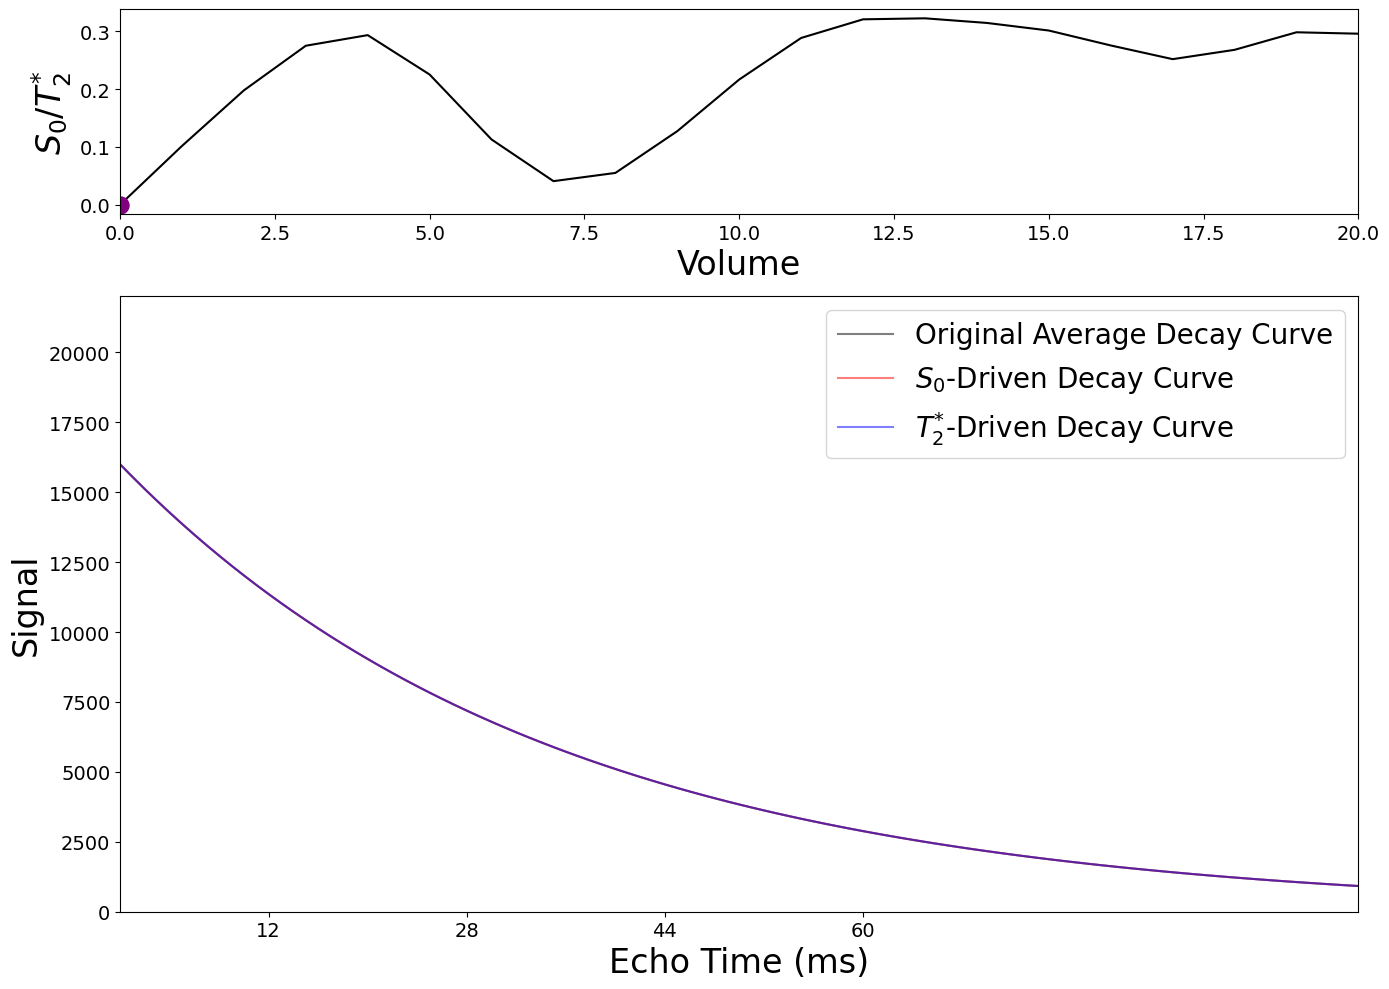 S₀/T₂*
0.3
0.2
0.1
0.0
0.0 2.5 5.0 7.5 10.0 12.5 15.0 17.5 20.0
Volume
Original Average Decay Curve
S₀-Driven Decay Curve
T₂*-Driven Decay Curve
Signal
20000
17500
15000
12500
10000
7500
5000
2500
0
12 28 44 60
Echo Time (ms)